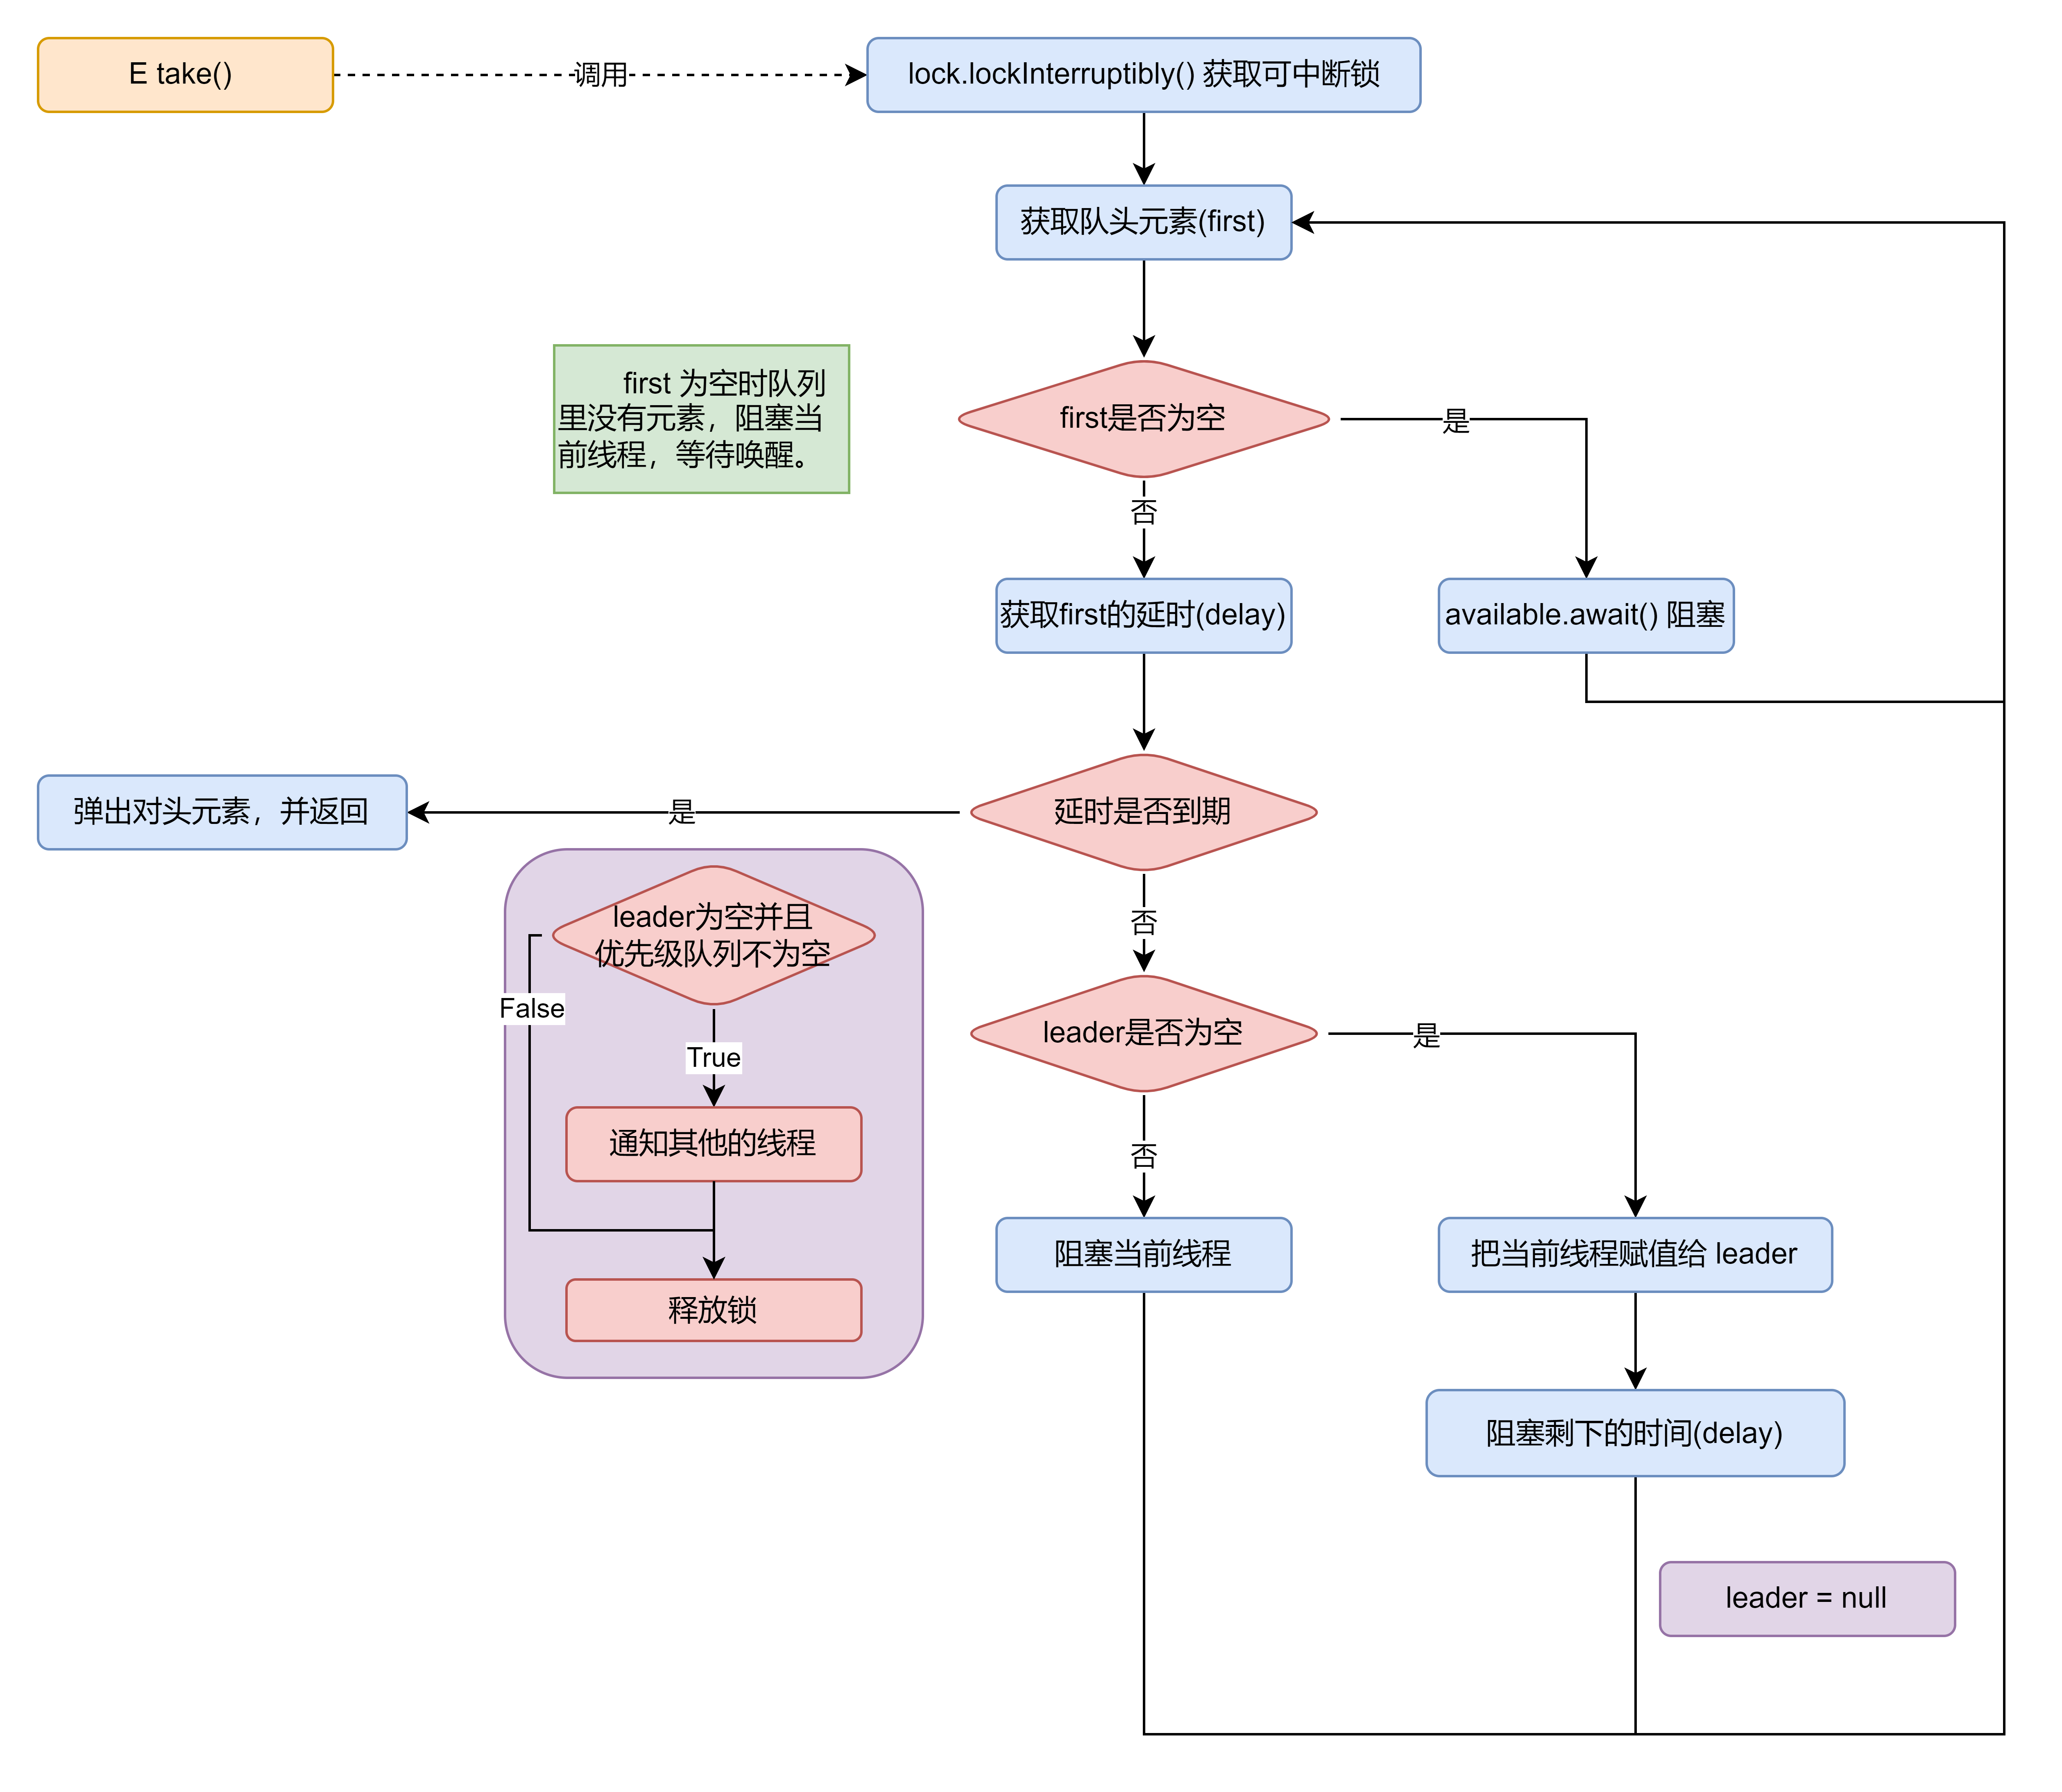 E take()
调用
lock.lockInterruptibly() 获取可中断锁
获取队头元素(first)
first 为空时队列
里没有元素，阻塞当
前线程，等待唤醒。
first是否为空
是
否
获取first的延时(delay)
available.await() 阻塞
弹出对头元素，并返回
是
延时是否到期
否
leader为空并且
优先级队列不为空
False
True
通知其他的线程
释放锁
leader是否为空
是
否
阻塞当前线程
把当前线程赋值给 leader
阻塞剩下的时间(delay)
leader = null